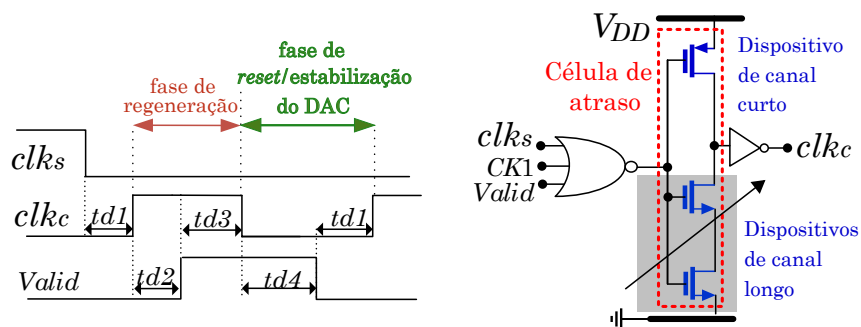 fase de
reset/estabilização
do DAC
fase de
regeneração
clks
clkc
td1
td3
td1
Valid
td2
td4
VDD
Célula de
atraso
Dispositivo
de canal
curto
clks
CK1
Valid
clkc
Dispositivos
de canal
longo